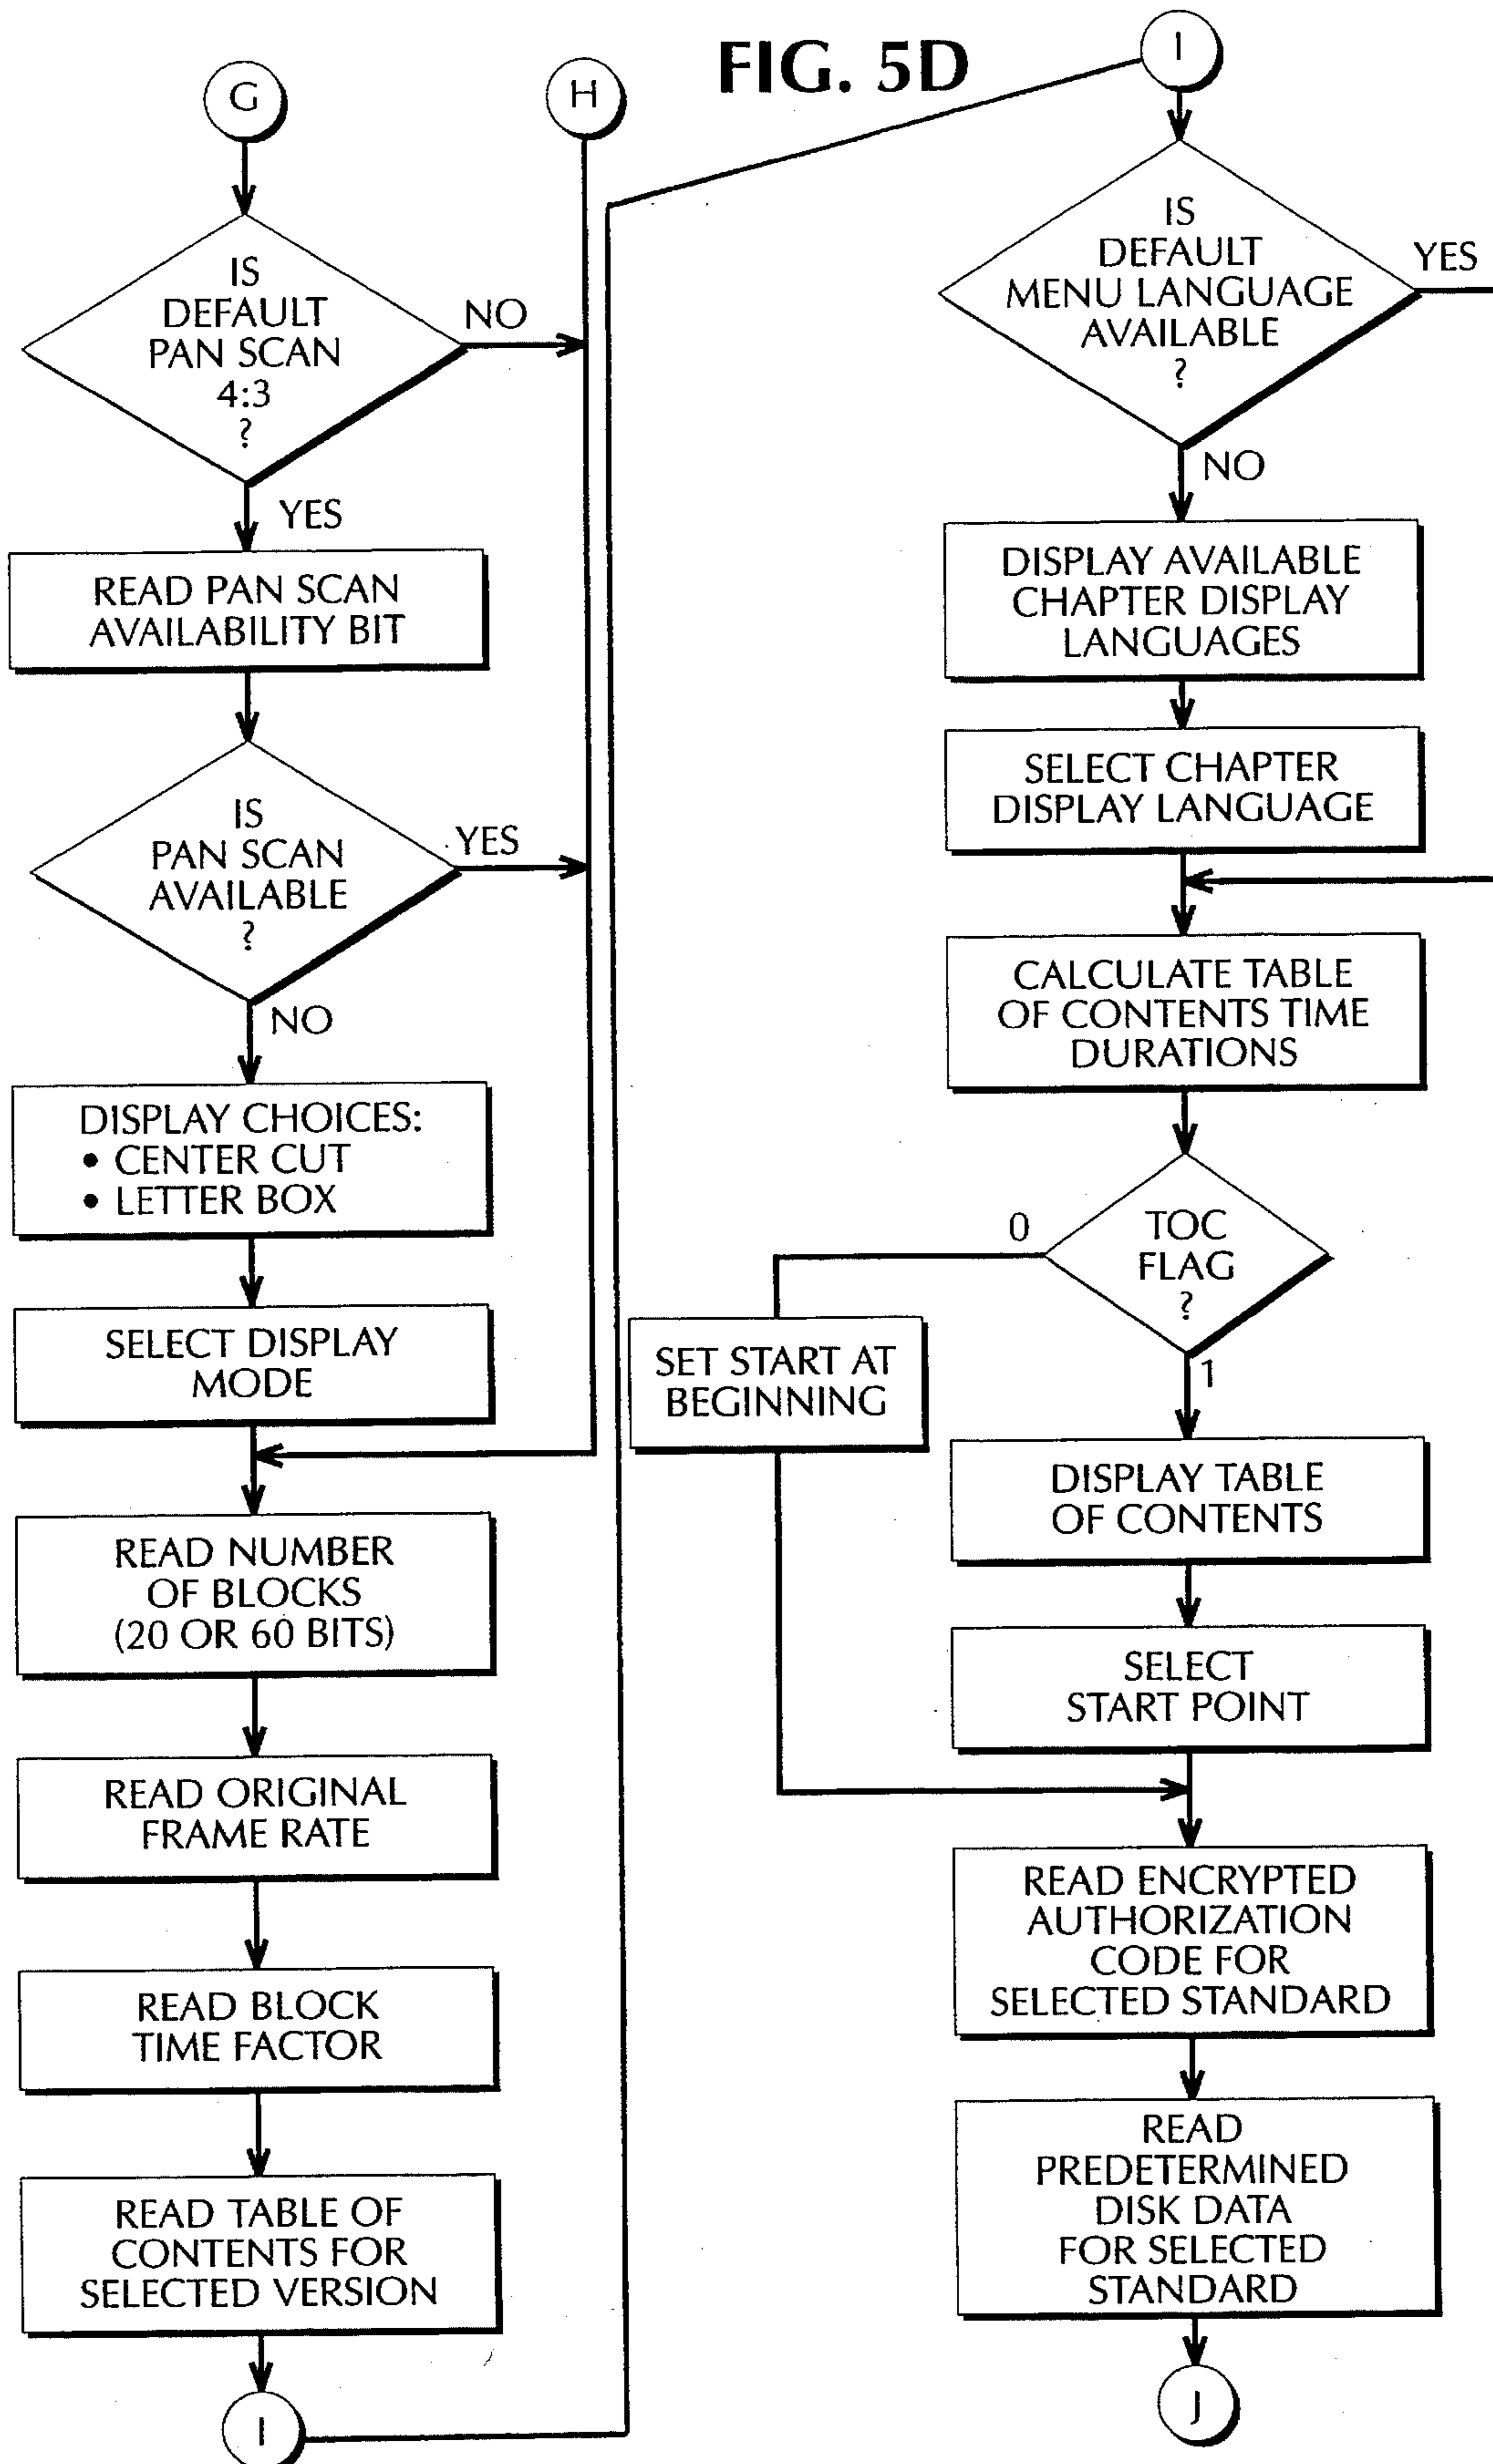 FIG. 5D
G
H
IS
DEFAULT
PAN SCAN
4:3
?
NO
YES
READ PAN SCAN
AVAILABILITY BIT
IS
PAN SCAN
AVAILABLE
?
YES
NO
DISPLAY CHOICES:
• CENTER CUT
• LETTER BOX
SELECT DISPLAY
MODE
READ NUMBER
OF BLOCKS
(20 OR 60 BITS)
READ ORIGINAL
FRAME RATE
READ BLOCK
TIME FACTOR
READ TABLE OF
CONTENTS FOR
SELECTED VERSION
I
I
IS
DEFAULT
MENU LANGUAGE
AVAILABLE
?
YES
NO
DISPLAY AVAILABLE
CHAPTER DISPLAY
LANGUAGES
SELECT CHAPTER
DISPLAY LANGUAGE
CALCULATE TABLE
OF CONTENTS TIME
DURATIONS
TOC
FLAG
?
0
1
SET START AT
BEGINNING
DISPLAY TABLE
OF CONTENTS
SELECT
START POINT
READ ENCRYPTED
AUTHORIZATION
CODE FOR
SELECTED STANDARD
READ
PREDETERMINED
DISK DATA
FOR SELECTED
STANDARD
J